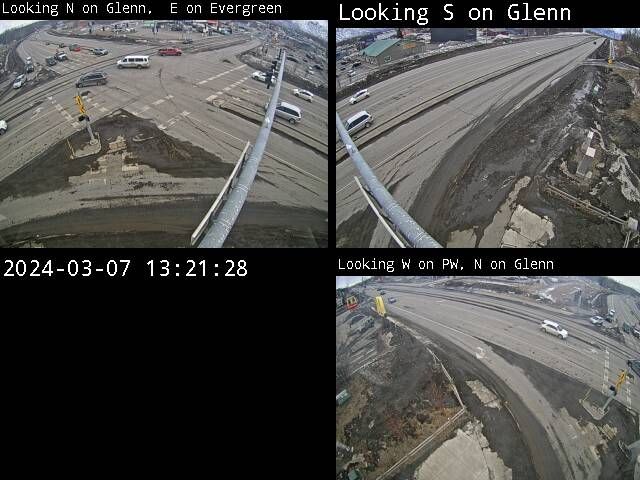 Looking N on Glenn,  E on Evergreen
Looking S on Glenn
2024-03-07 13:21:28
Looking W on PW, N on Glenn